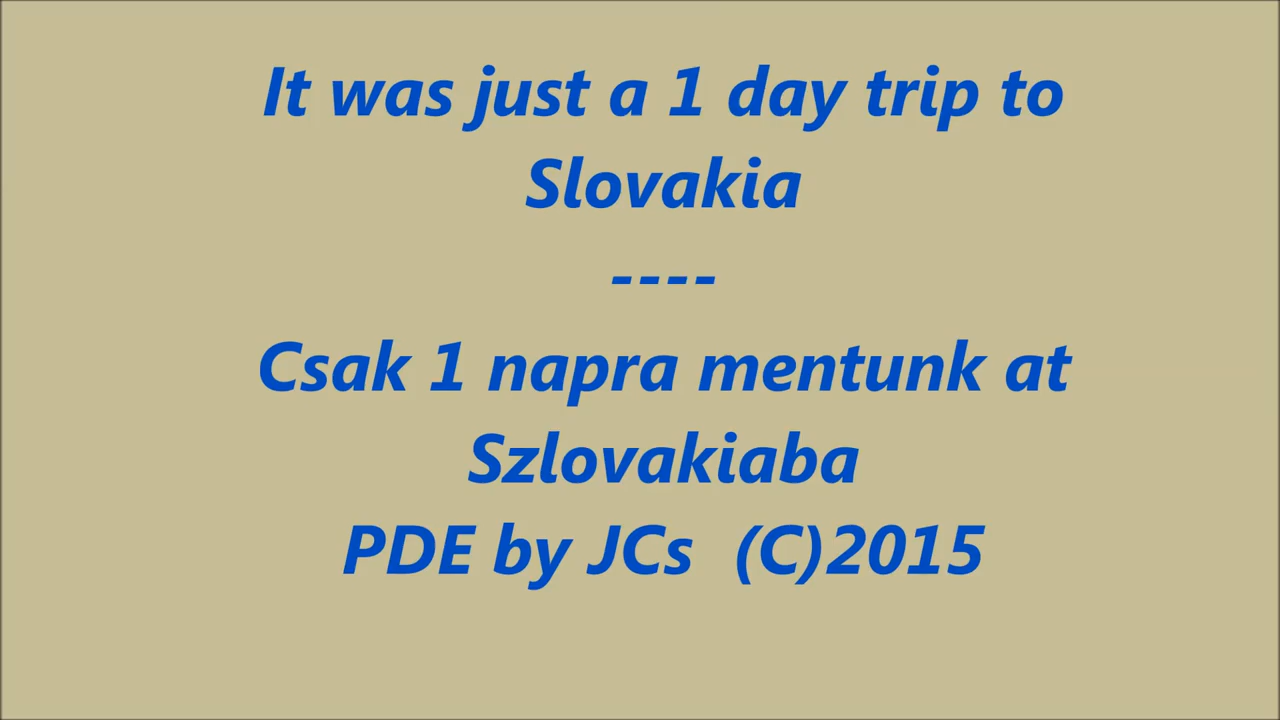 It was just a 1 day trip to
Slovakia
----
Csak 1 napra mentunk at
Szlovakiaba
PDE by JCs  (C)2015